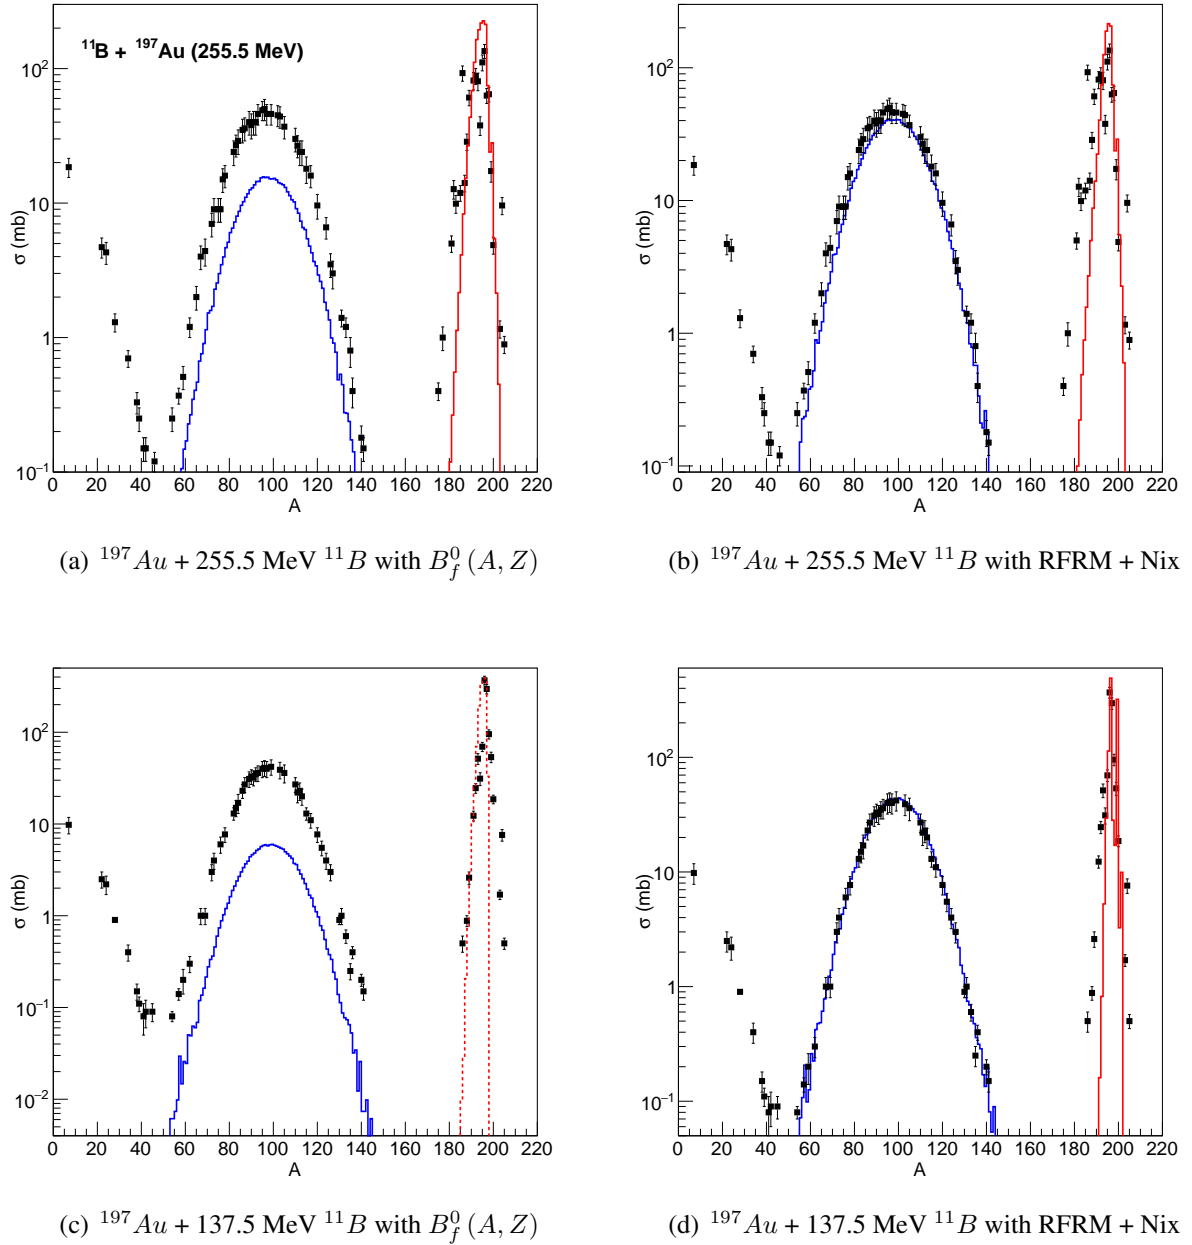 ¹¹B + ¹⁹⁷Au (255.5 MeV)
10²
10
1
10⁻¹
σ (mb)
0 20 40 60 80 100 120 140 160 180 200 220
A
(a) ¹⁹⁷Au + 255.5 MeV ¹¹B with B⁰_f (A, Z)
10²
10
1
10⁻¹
σ (mb)
0 20 40 60 80 100 120 140 160 180 200 220
A
(b) ¹⁹⁷Au + 255.5 MeV ¹¹B with RFRM + Nix
10²
10
1
10⁻¹
10⁻²
σ (mb)
0 20 40 60 80 100 120 140 160 180 200 220
A
(c) ¹⁹⁷Au + 137.5 MeV ¹¹B with B⁰_f (A, Z)
10²
10
1
10⁻¹
σ (mb)
0 20 40 60 80 100 120 140 160 180 200 220
A
(d) ¹⁹⁷Au + 137.5 MeV ¹¹B with RFRM + Nix